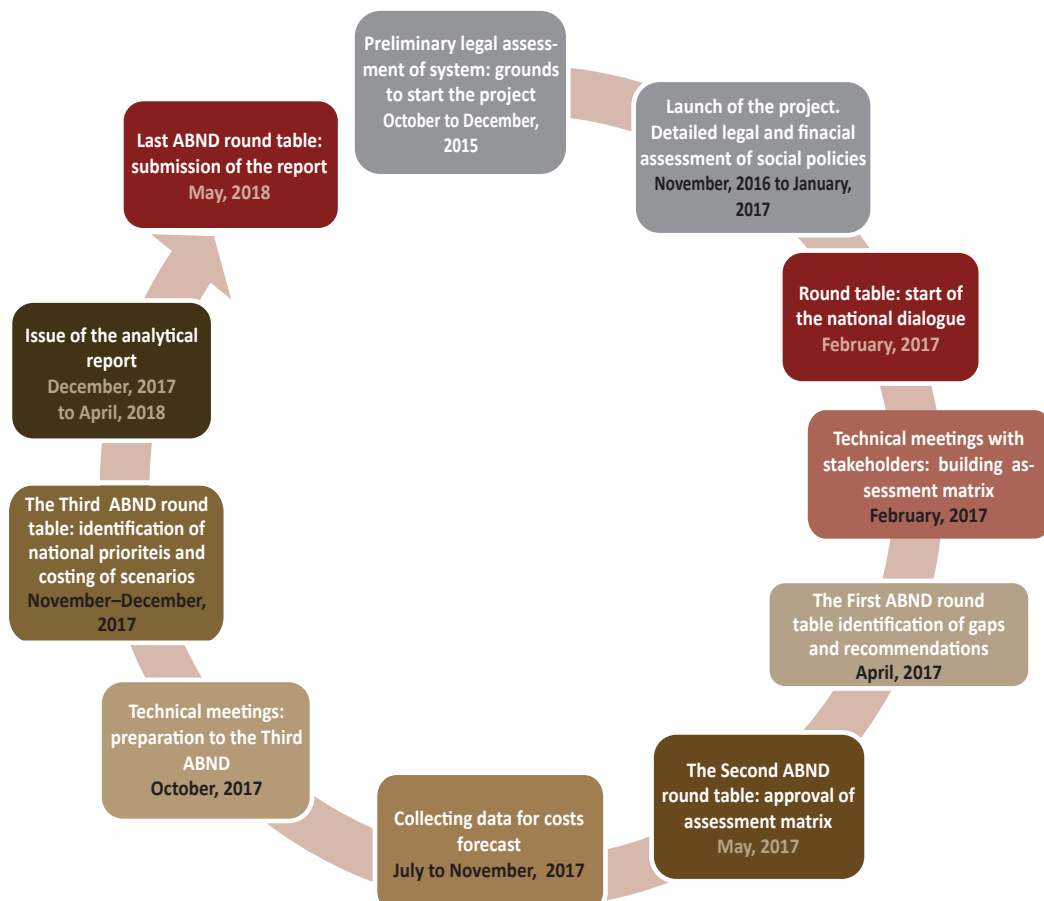 Preliminary legal assess-
ment of system: grounds
to start the project
October to December,
2015
Launch of the project.
Detailed legal and finacial
assessment of social policies
November, 2016 to January,
2017
Round table: start of
the national dialogue
February, 2017
Technical meetings with
stakeholders: building as-
sessment matrix
February, 2017
The First ABND round
table identification of gaps
and recommendations
April, 2017
The Second ABND
round table: approval of
assessment matrix
May, 2017
Collecting data for costs
forecast
July to November, 2017
Technical meetings:
preparation to the Third
ABND
October, 2017
The Third ABND round
table: identification of
national prioriteis and
costing of scenarios
November–December,
2017
Issue of the analytical
report
December, 2017
to April, 2018
Last ABND round table:
submission of the report
May, 2018